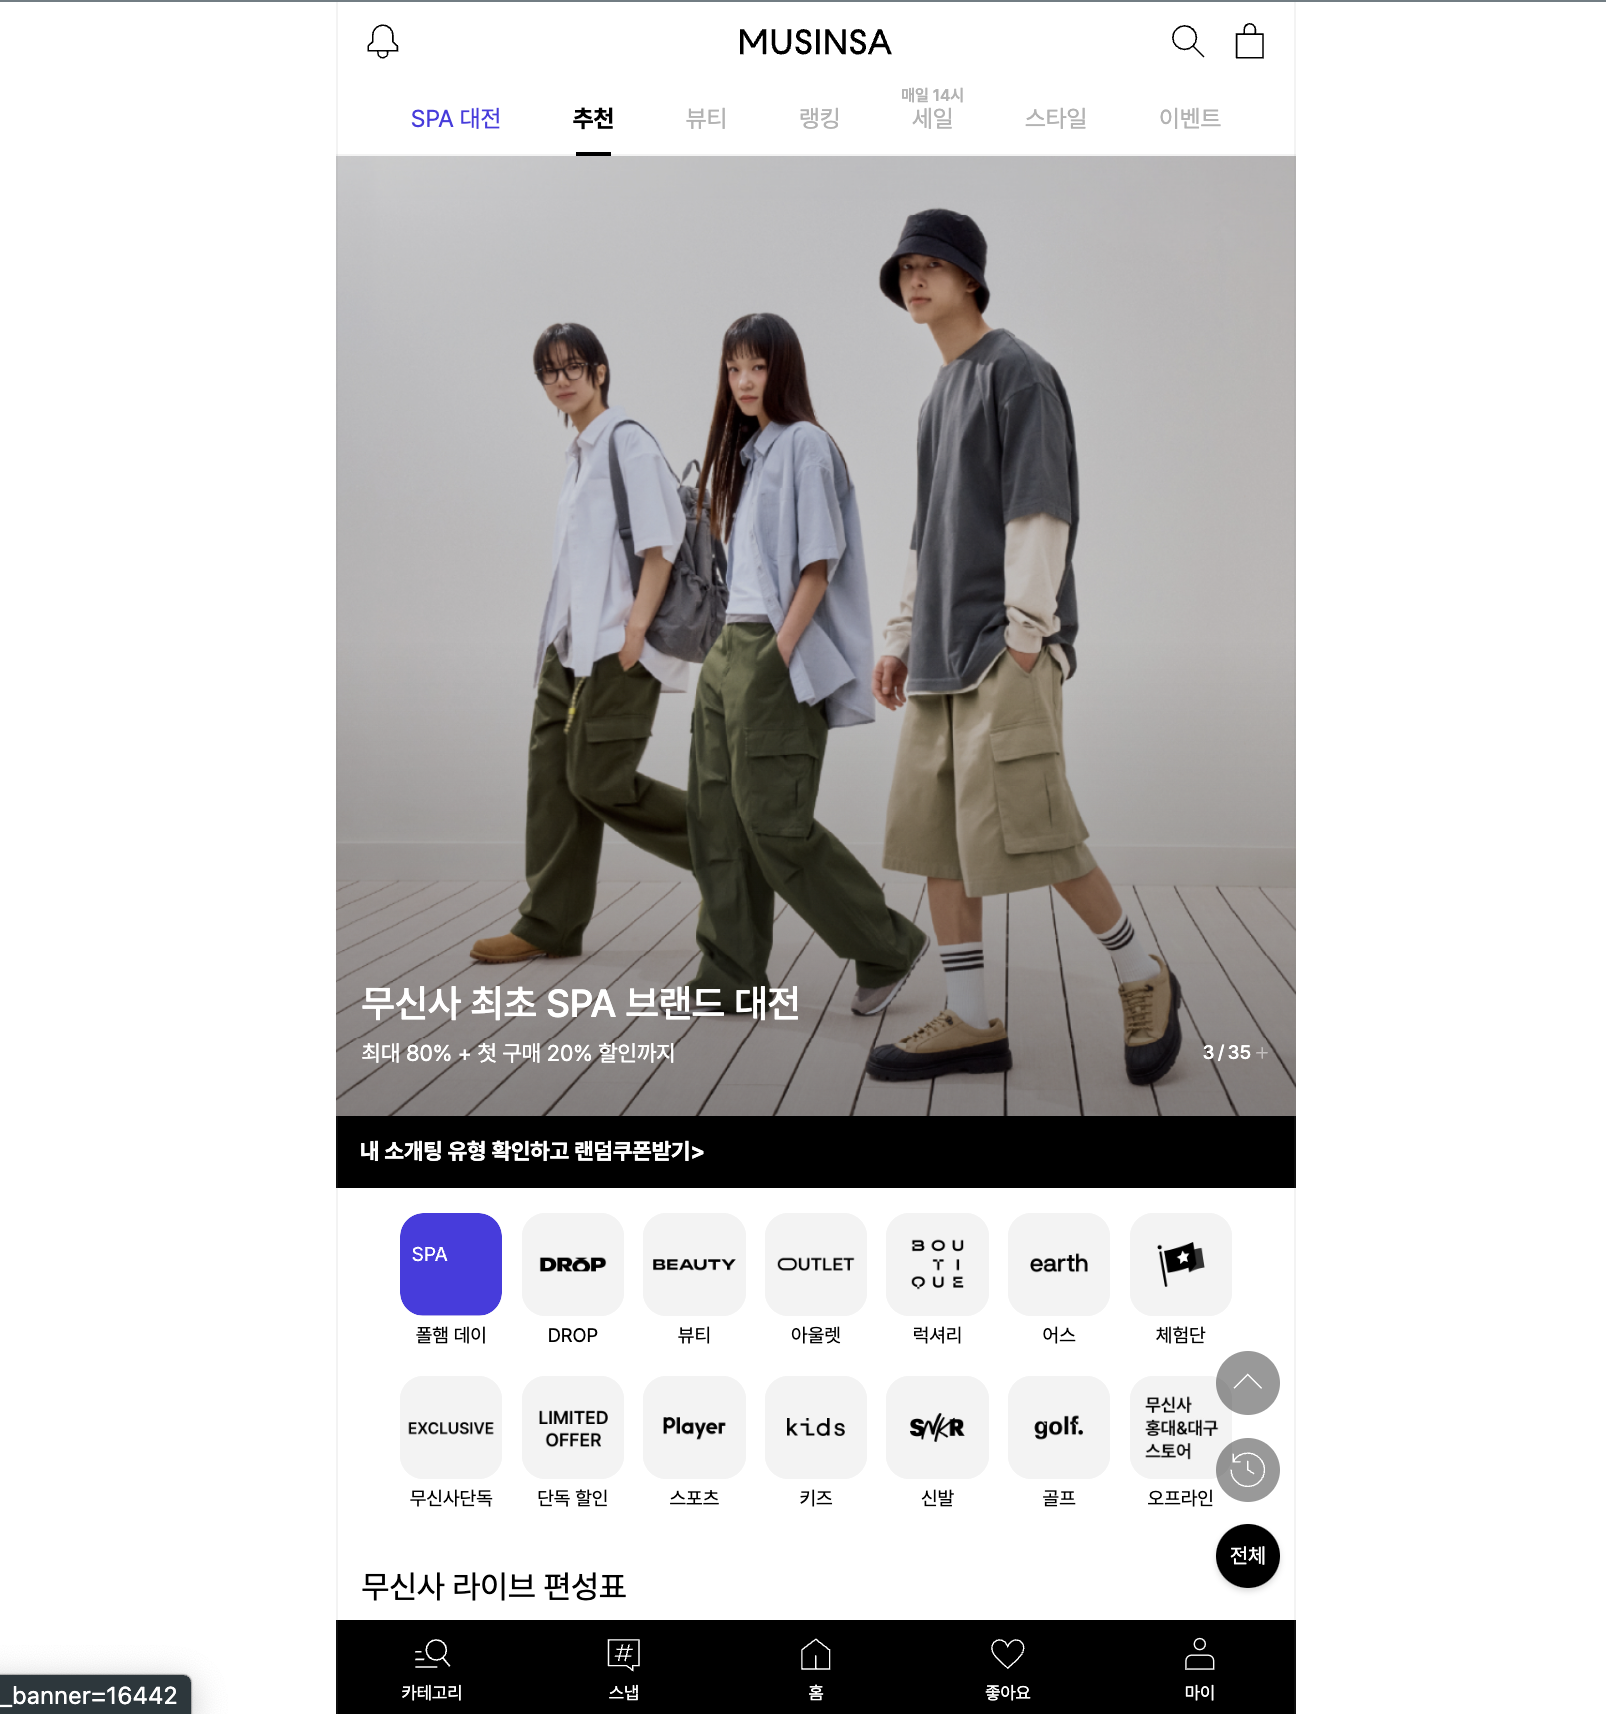 MUSINSA
매일 14시
SPA 대전 추천 뷰티 랭킹 세일 스타일 이벤트
무신사 최초 SPA 브랜드 대전
최대 80% + 첫 구매 20% 할인까지
3 / 35 +
내 소개팅 유형 확인하고 랜덤쿠폰받기>
SPA
DROP
BEAUTY
OUTLET
BOU
TI
QUE
earth
폴햄 데이 DROP 뷰티 아울렛 럭셔리 어스 체험단
EXCLUSIVE
LIMITED
OFFER
Player
kids
SNKR
golf.
무신사
홍대&대구
스토어
무신사단독 단독 할인 스포츠 키즈 신발 골프 오프라인
전체
무신사 라이브 편성표
카테고리 스냅 홈 좋아요 마이
_banner=16442